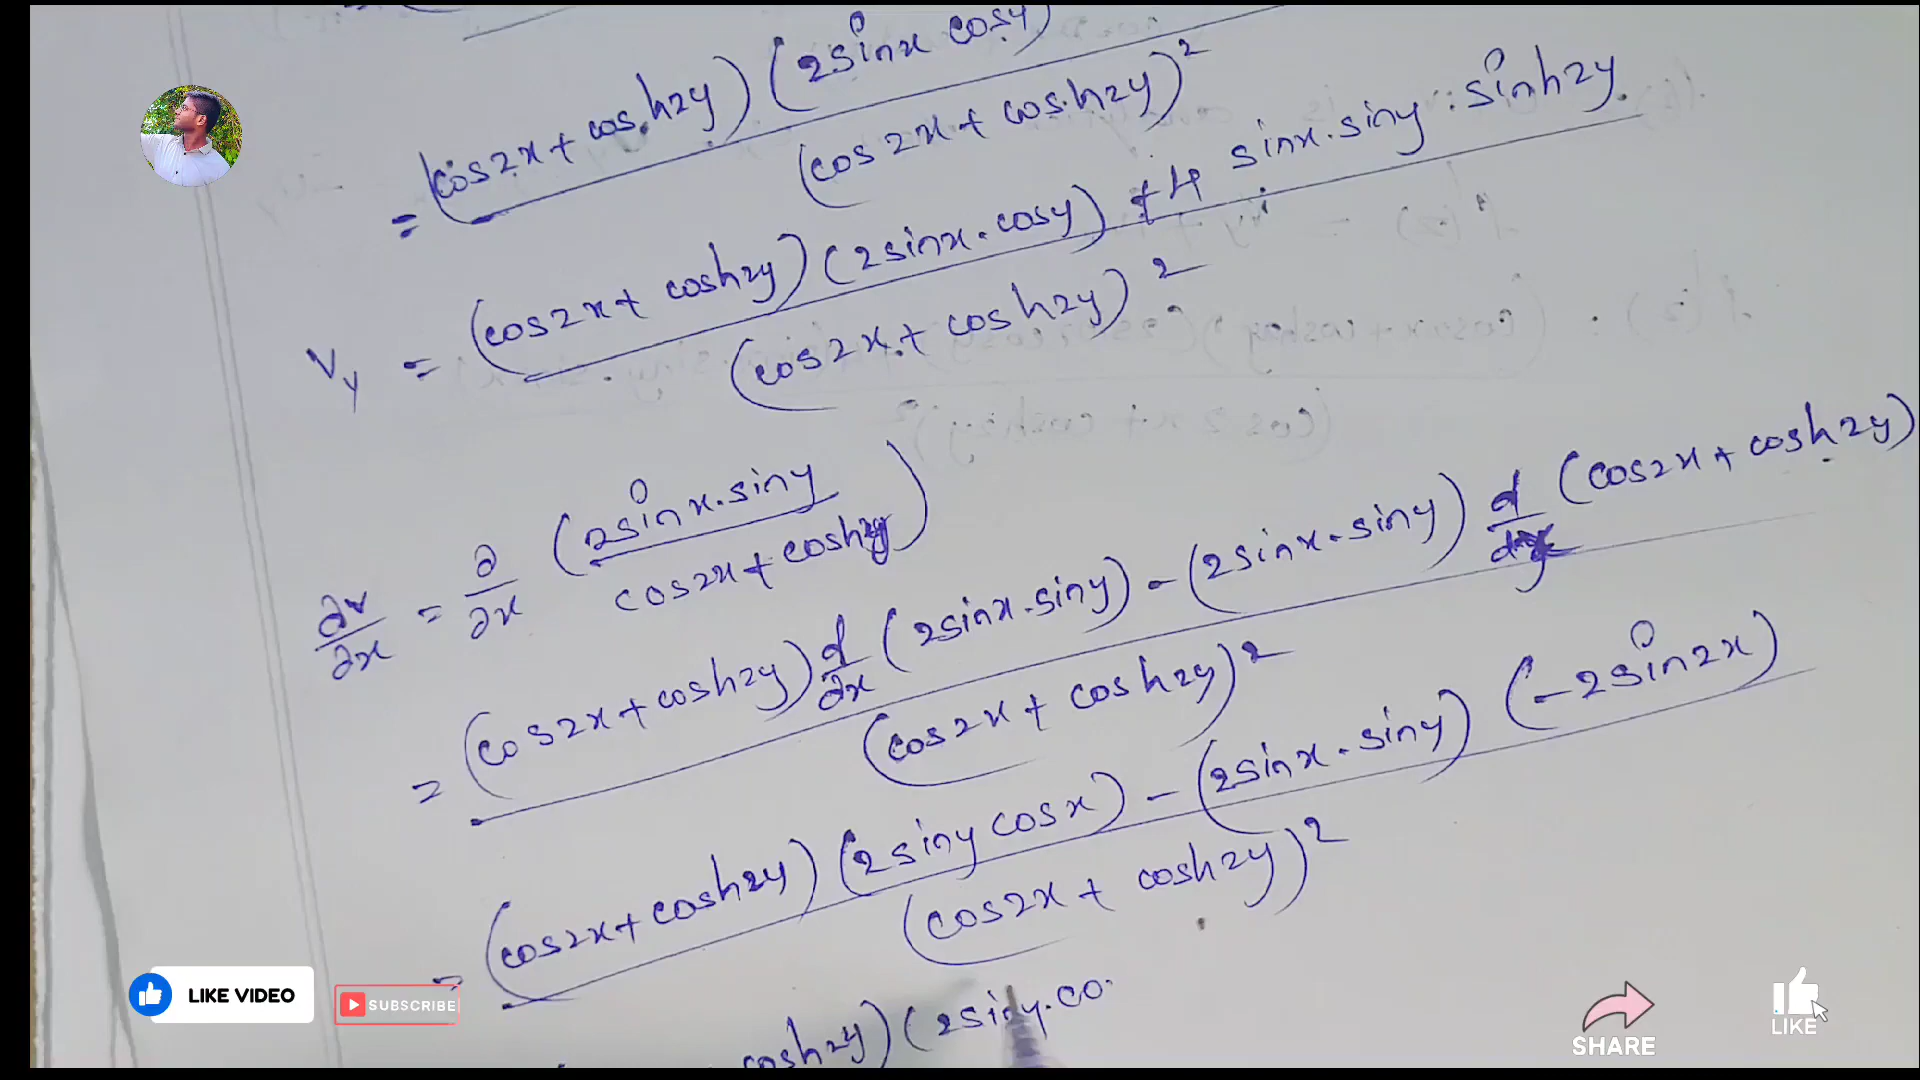 = (cos2x + cosh2y) (2sinx cosy)
(cos2x + cosh2y)²
V_y = (cos2x + cosh2y) (2sinx.cosy) + 4 sinx.siny.sinh2y.
(cos2x + cosh2y)²
∂v/∂x = ∂/∂x (2sinx.siny / cos2x + cosh2y)
= (cos2x + cosh2y) d/dx (2sinx.siny) - (2sinx.siny) d/dx (cos2x + cosh2y)
(cos2x + cosh2y)²
= (cos2x + cosh2y) (2siny cosx) - (2sinx.siny) (-2sin2x)
(cos2x + cosh2y)²
cosh2y) (2siny.co
LIKE VIDEO
SUBSCRIBE
SHARE
LIKE